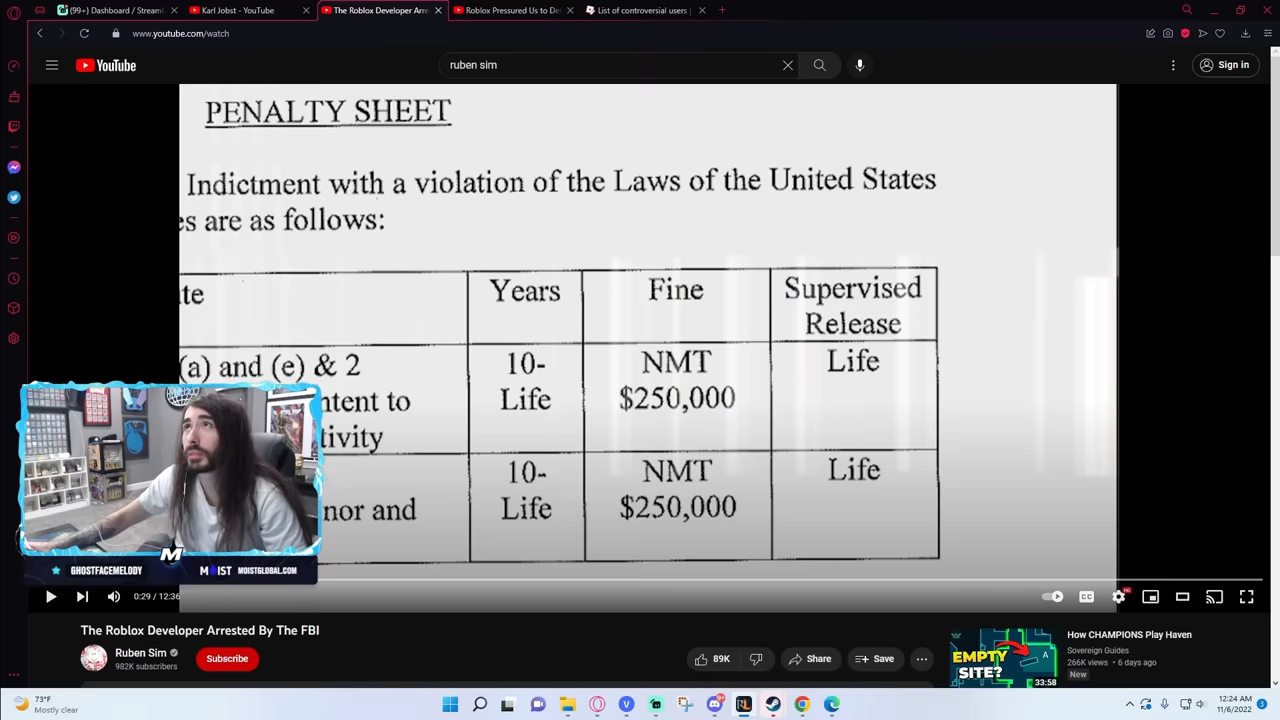 (99+) Dashboard / Streaml
Karl Jobst - YouTube
The Roblox Developer Arre
Roblox Pressured Us to De
List of controversial users |
www.youtube.com/watch
YouTube
ruben sim
Sign in
PENALTY SHEET
Indictment with a violation of the Laws of the United States
es are as follows:
te
Years
Fine
Supervised
Release
(a) and (e) & 2
10-
NMT
Life
ntent to
Life
$250,000
tivity
10-
NMT
Life
nor and
Life
$250,000
M
GHOSTFACEMELODY
MOIST
MOISTGLOBAL.COM
0:29 / 12:36
CC
HD
The Roblox Developer Arrested By The FBI
Ruben Sim
982K subscribers
Subscribe
89K
Share
Save
EMPTY
SITE?
A
33:58
How CHAMPIONS Play Haven
Sovereign Guides
266K views • 6 days ago
New
73°F
Mostly clear
12:24 AM
11/6/2022
3